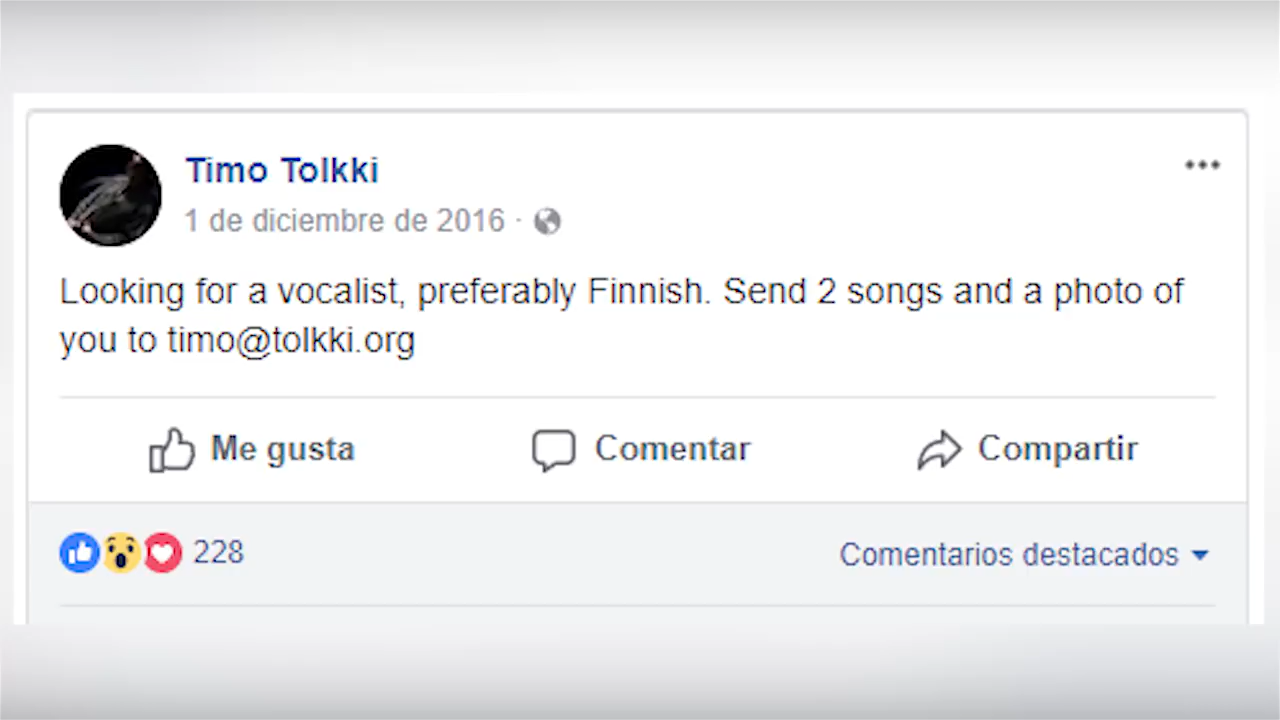 Timo Tolkki
1 de diciembre de 2016 ·
Looking for a vocalist, preferably Finnish. Send 2 songs and a photo of
you to timo@tolkki.org
Me gusta
Comentar
Compartir
228
Comentarios destacados